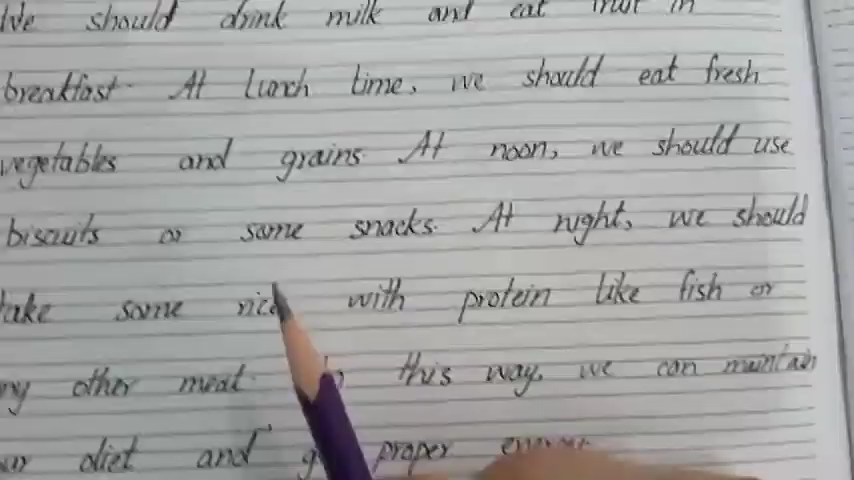 We should drink milk and eat fruit in
breakfast. At lunch time, we should eat fresh
vegetables and grains. At noon, we should use
biscuits or some snacks. At night, we should
take some rice with protein like fish or
other meat. this way, we can maintain
diet and proper